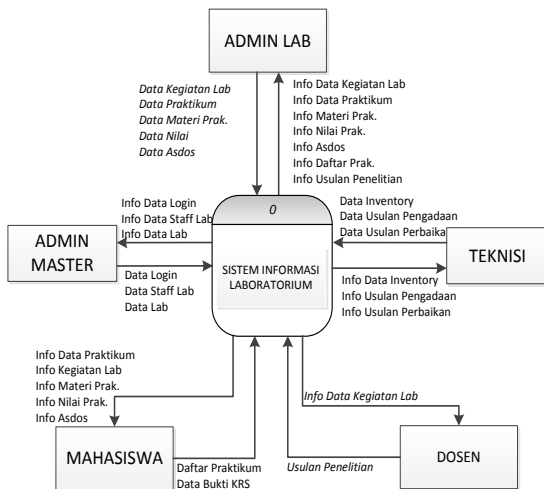 ADMIN LAB
Data Kegiatan Lab
Data Praktikum
Data Materi Prak.
Data Nilai
Data Asdos
Info Data Kegiatan Lab
Info Data Praktikum
Info Materi Prak.
Info Nilai Prak.
Info Asdos
Info Daftar Prak.
Info Usulan Penelitian
0
SISTEM INFORMASI
LABORATORIUM
Info Data Login
Info Data Staff Lab
Info Data Lab
ADMIN
MASTER
Data Login
Data Staff Lab
Data Lab
Data Inventory
Data Usulan Pengadaan
Data Usulan Perbaikan
TEKNISI
Info Data Inventory
Info Usulan Pengadaan
Info Usulan Perbaikan
Info Data Praktikum
Info Kegiatan Lab
Info Materi Prak.
Info Nilai Prak.
Info Asdos
MAHASISWA
Daftar Praktikum
Data Bukti KRS
Info Data Kegiatan Lab
Usulan Penelitian
DOSEN